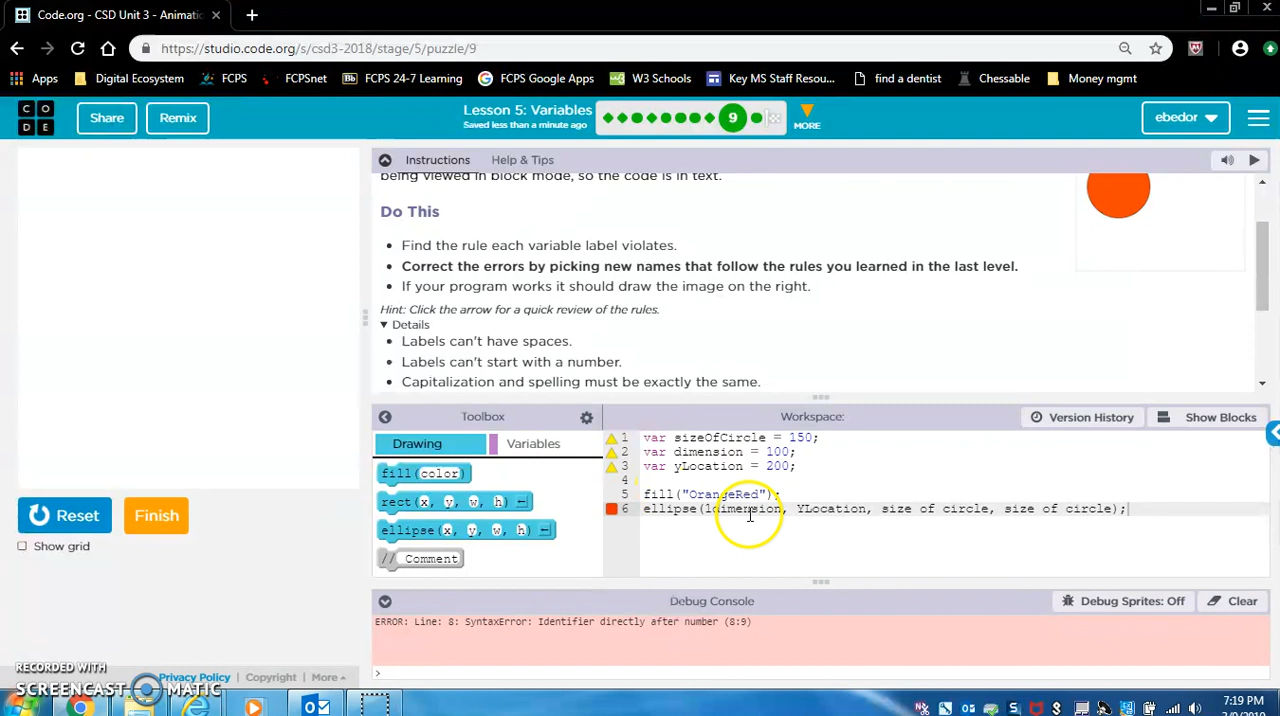 Code.org - CSD Unit 3 - Animatic
https://studio.code.org/s/csd3-2018/stage/5/puzzle/9
Apps Digital Ecosystem FCPS FCPSnet Bb FCPS 24-7 Learning FCPS Google Apps W3 Schools Key MS Staff Resou... find a dentist Chessable Money mgmt
C O D E
Share
Remix
Lesson 5: Variables
Saved less than a minute ago
9
MORE
ebedor
Instructions
Help & Tips
being viewed in block mode, so the code is in text.
Do This
Find the rule each variable label violates.
Correct the errors by picking new names that follow the rules you learned in the last level.
If your program works it should draw the image on the right.
Hint: Click the arrow for a quick review of the rules.
Details
Labels can't have spaces.
Labels can't start with a number.
Capitalization and spelling must be exactly the same.
Toolbox
Workspace:
Version History
Show Blocks
Drawing
Variables
fill(color)
rect(x, y, w, h)
ellipse(x, y, w, h)
// Comment
1 var sizeOfCircle = 150;
2 var dimension = 100;
3 var yLocation = 200;
4
5 fill("OrangeRed");
6 ellipse(1dimension, YLocation, size of circle, size of circle);
Reset
Finish
Show grid
Debug Console
Debug Sprites: Off
Clear
ERROR: Line: 8: SyntaxError: Identifier directly after number (8:9)
>
Privacy Policy | Copyright | More
RECORDED WITH
SCREENCAST MATIC
7:19 PM